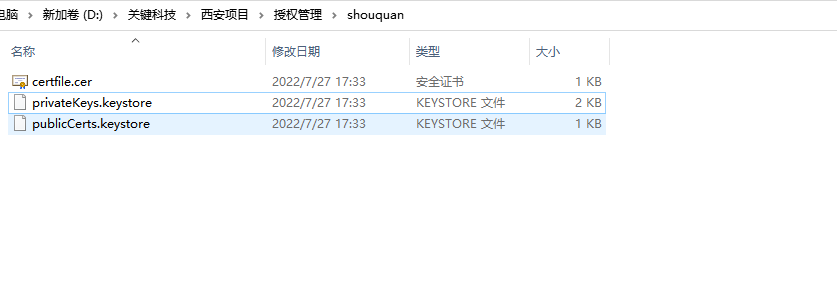 电脑 › 新加卷 (D:) › 关键科技 › 西安项目 › 授权管理 › shouquan
名称 修改日期 类型 大小
certfile.cer 2022/7/27 17:33 安全证书 1 KB
privateKeys.keystore 2022/7/27 17:33 KEYSTORE 文件 2 KB
publicCerts.keystore 2022/7/27 17:33 KEYSTORE 文件 1 KB